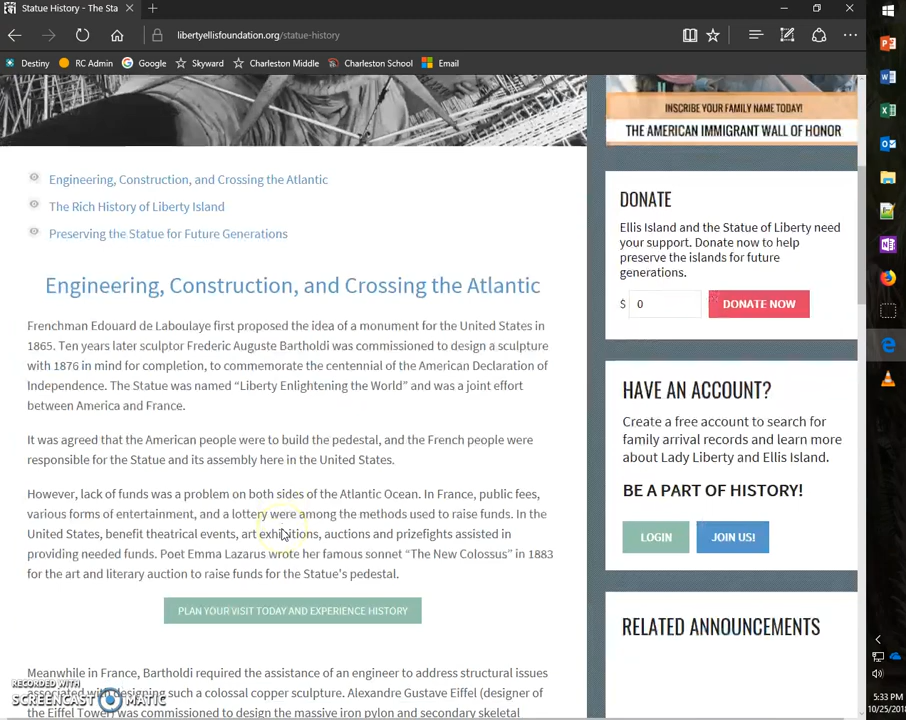 Statue History - The Sta
libertyellisfoundation.org/statue-history
Destiny
RC Admin
Google
Skyward
Charleston Middle
Charleston School
Email
INSCRIBE YOUR FAMILY NAME TODAY!
THE AMERICAN IMMIGRANT WALL OF HONOR
Engineering, Construction, and Crossing the Atlantic
The Rich History of Liberty Island
Preserving the Statue for Future Generations
Engineering, Construction, and Crossing the Atlantic
Frenchman Edouard de Laboulaye first proposed the idea of a monument for the United States in
1865. Ten years later sculptor Frederic Auguste Bartholdi was commissioned to design a sculpture
with 1876 in mind for completion, to commemorate the centennial of the American Declaration of
Independence. The Statue was named “Liberty Enlightening the World” and was a joint effort
between America and France.
It was agreed that the American people were to build the pedestal, and the French people were
responsible for the Statue and its assembly here in the United States.
However, lack of funds was a problem on both sides of the Atlantic Ocean. In France, public fees,
various forms of entertainment, and a lottery were among the methods used to raise funds. In the
United States, benefit theatrical events, art exhibitions, auctions and prizefights assisted in
providing needed funds. Poet Emma Lazarus wrote her famous sonnet “The New Colossus” in 1883
for the art and literary auction to raise funds for the Statue’s pedestal.
PLAN YOUR VISIT TODAY AND EXPERIENCE HISTORY
Meanwhile in France, Bartholdi required the assistance of an engineer to address structural issues
associated with designing such a colossal copper sculpture. Alexandre Gustave Eiffel (designer of
the Eiffel Tower) was commissioned to design the massive iron pylon and secondary skeletal
DONATE
Ellis Island and the Statue of Liberty need
your support. Donate now to help
preserve the islands for future
generations.
$ 0 DONATE NOW
HAVE AN ACCOUNT?
Create a free account to search for
family arrival records and learn more
about Lady Liberty and Ellis Island.
BE A PART OF HISTORY!
LOGIN JOIN US!
RELATED ANNOUNCEMENTS
RECORDED WITH
SCREENCAST MATIC
5:33 PM
10/25/201